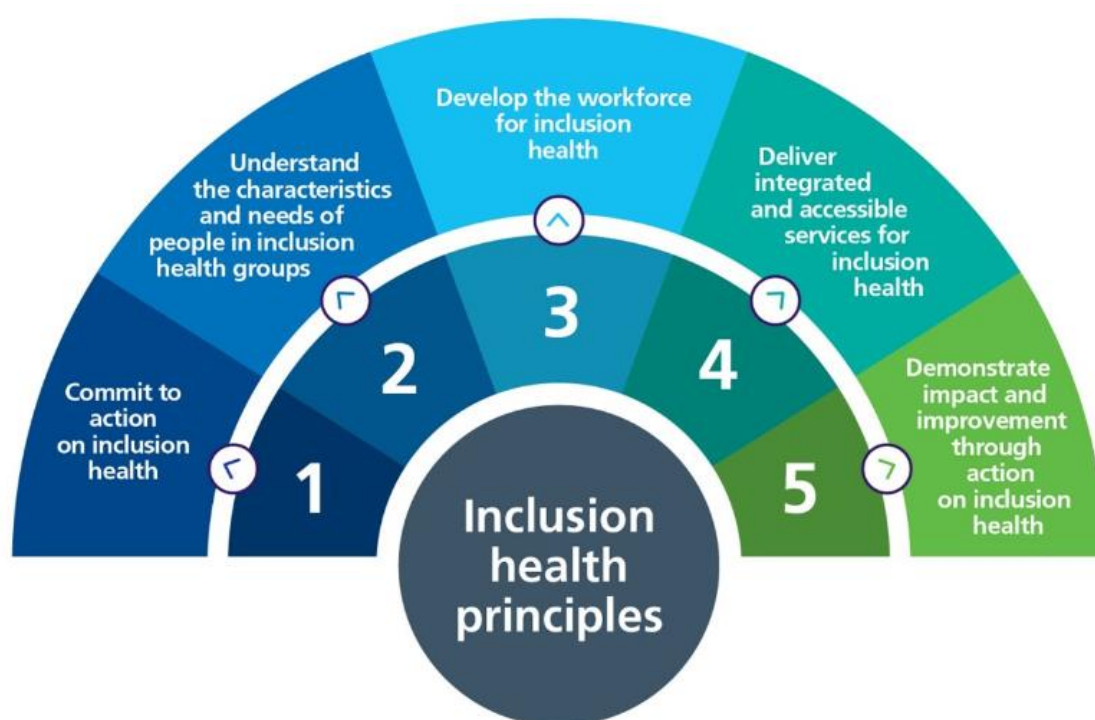 Commit to
action
on inclusion
health
1
Understand
the characteristics
and needs of
people in inclusion
health groups
2
Develop the workforce
for inclusion
health
3
Deliver
integrated
and accessible
services for
inclusion
health
4
Demonstrate
impact and
improvement
through
action
on inclusion
health
5
Inclusion
health
principles